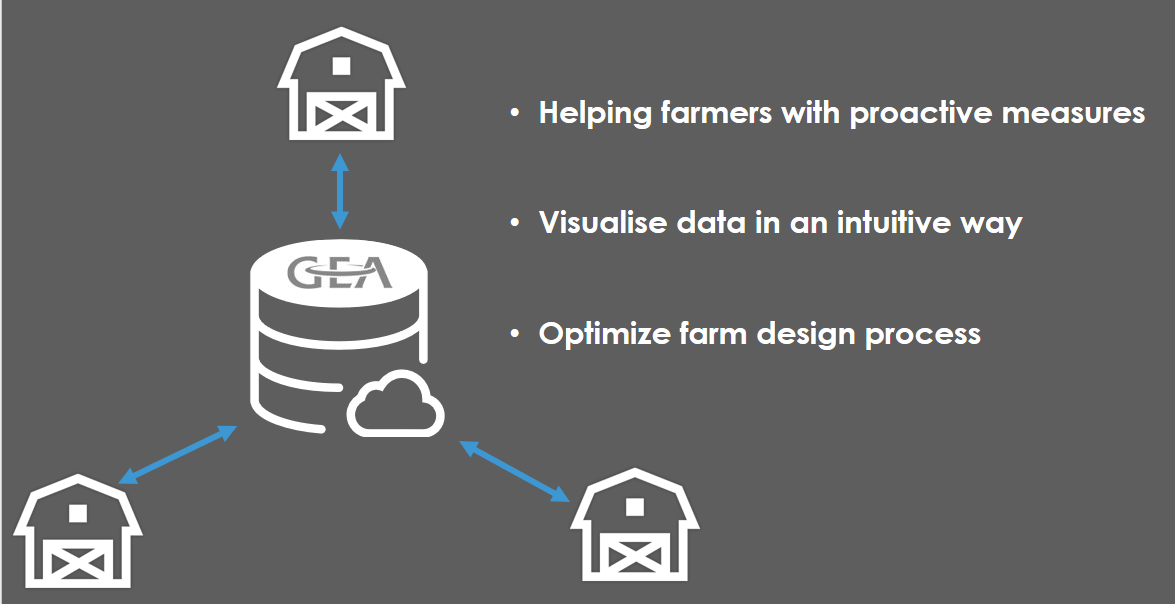 • Helping farmers with proactive measures
GEA
• Visualise data in an intuitive way
• Optimize farm design process